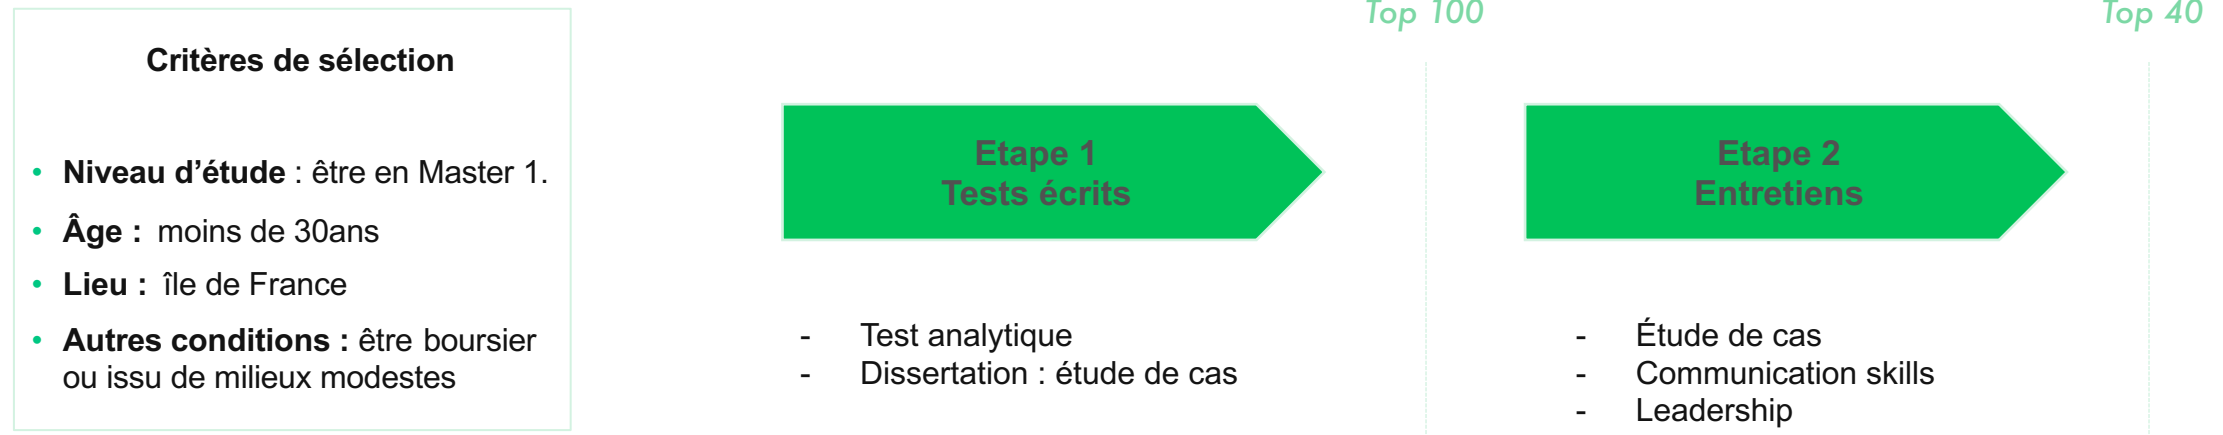 Top 100
Top 40
Critères de sélection
• Niveau d’étude : être en Master 1.
• Âge : moins de 30ans
• Lieu : île de France
• Autres conditions : être boursier
ou issu de milieux modestes
Etape 1
Tests écrits
- Test analytique
- Dissertation : étude de cas
Etape 2
Entretiens
- Étude de cas
- Communication skills
- Leadership